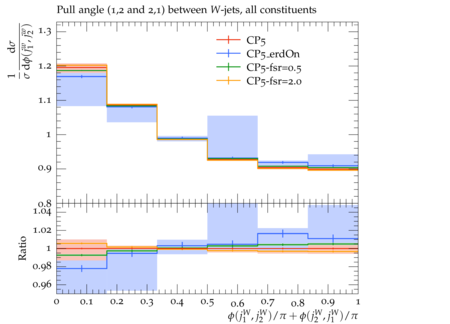 Pull angle (1,2 and 2,1) between W-jets, all constituents
1/σ dσ/dϕ(j₁ᵂ, j₂ᵂ)
1.3
1.2
1.1
1.0
0.9
0.8
CP5
CP5_erdOn
CP5-fsr=0.5
CP5-fsr=2.0
Ratio
1.04
1.02
1
0.98
0.96
0 0.1 0.2 0.3 0.4 0.5 0.6 0.7 0.8 0.9 1
ϕ(j₁ᵂ, j₂ᵂ)/π + ϕ(j₂ᵂ, j₁ᵂ)/π